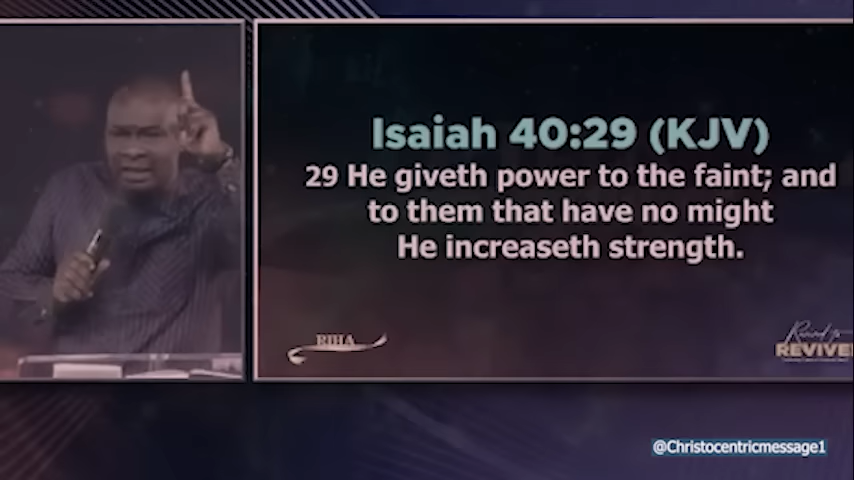 Isaiah 40:29 (KJV)
29 He giveth power to the faint; and
to them that have no might
He increaseth strength.
RIHA
REVIVE
@Christocentricmessage1